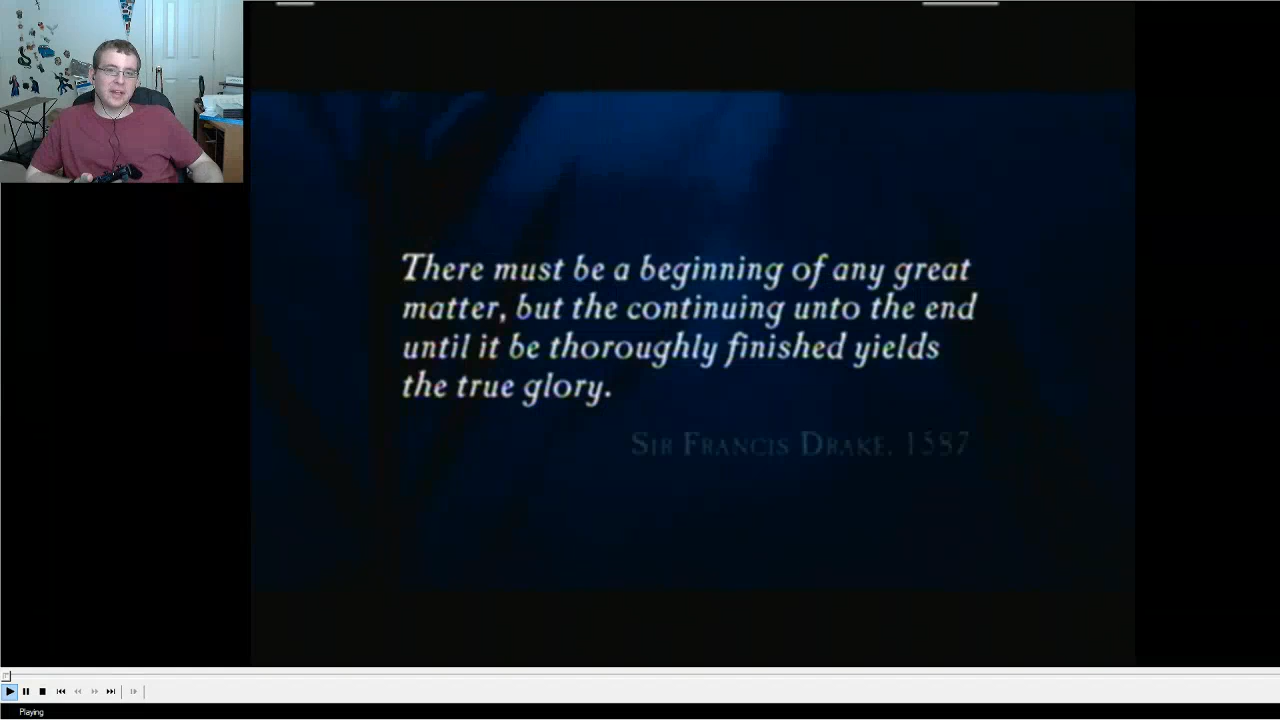 There must be a beginning of any great
matter, but the continuing unto the end
until it be thoroughly finished yields
the true glory.
Sir Francis Drake, 1587
Playing